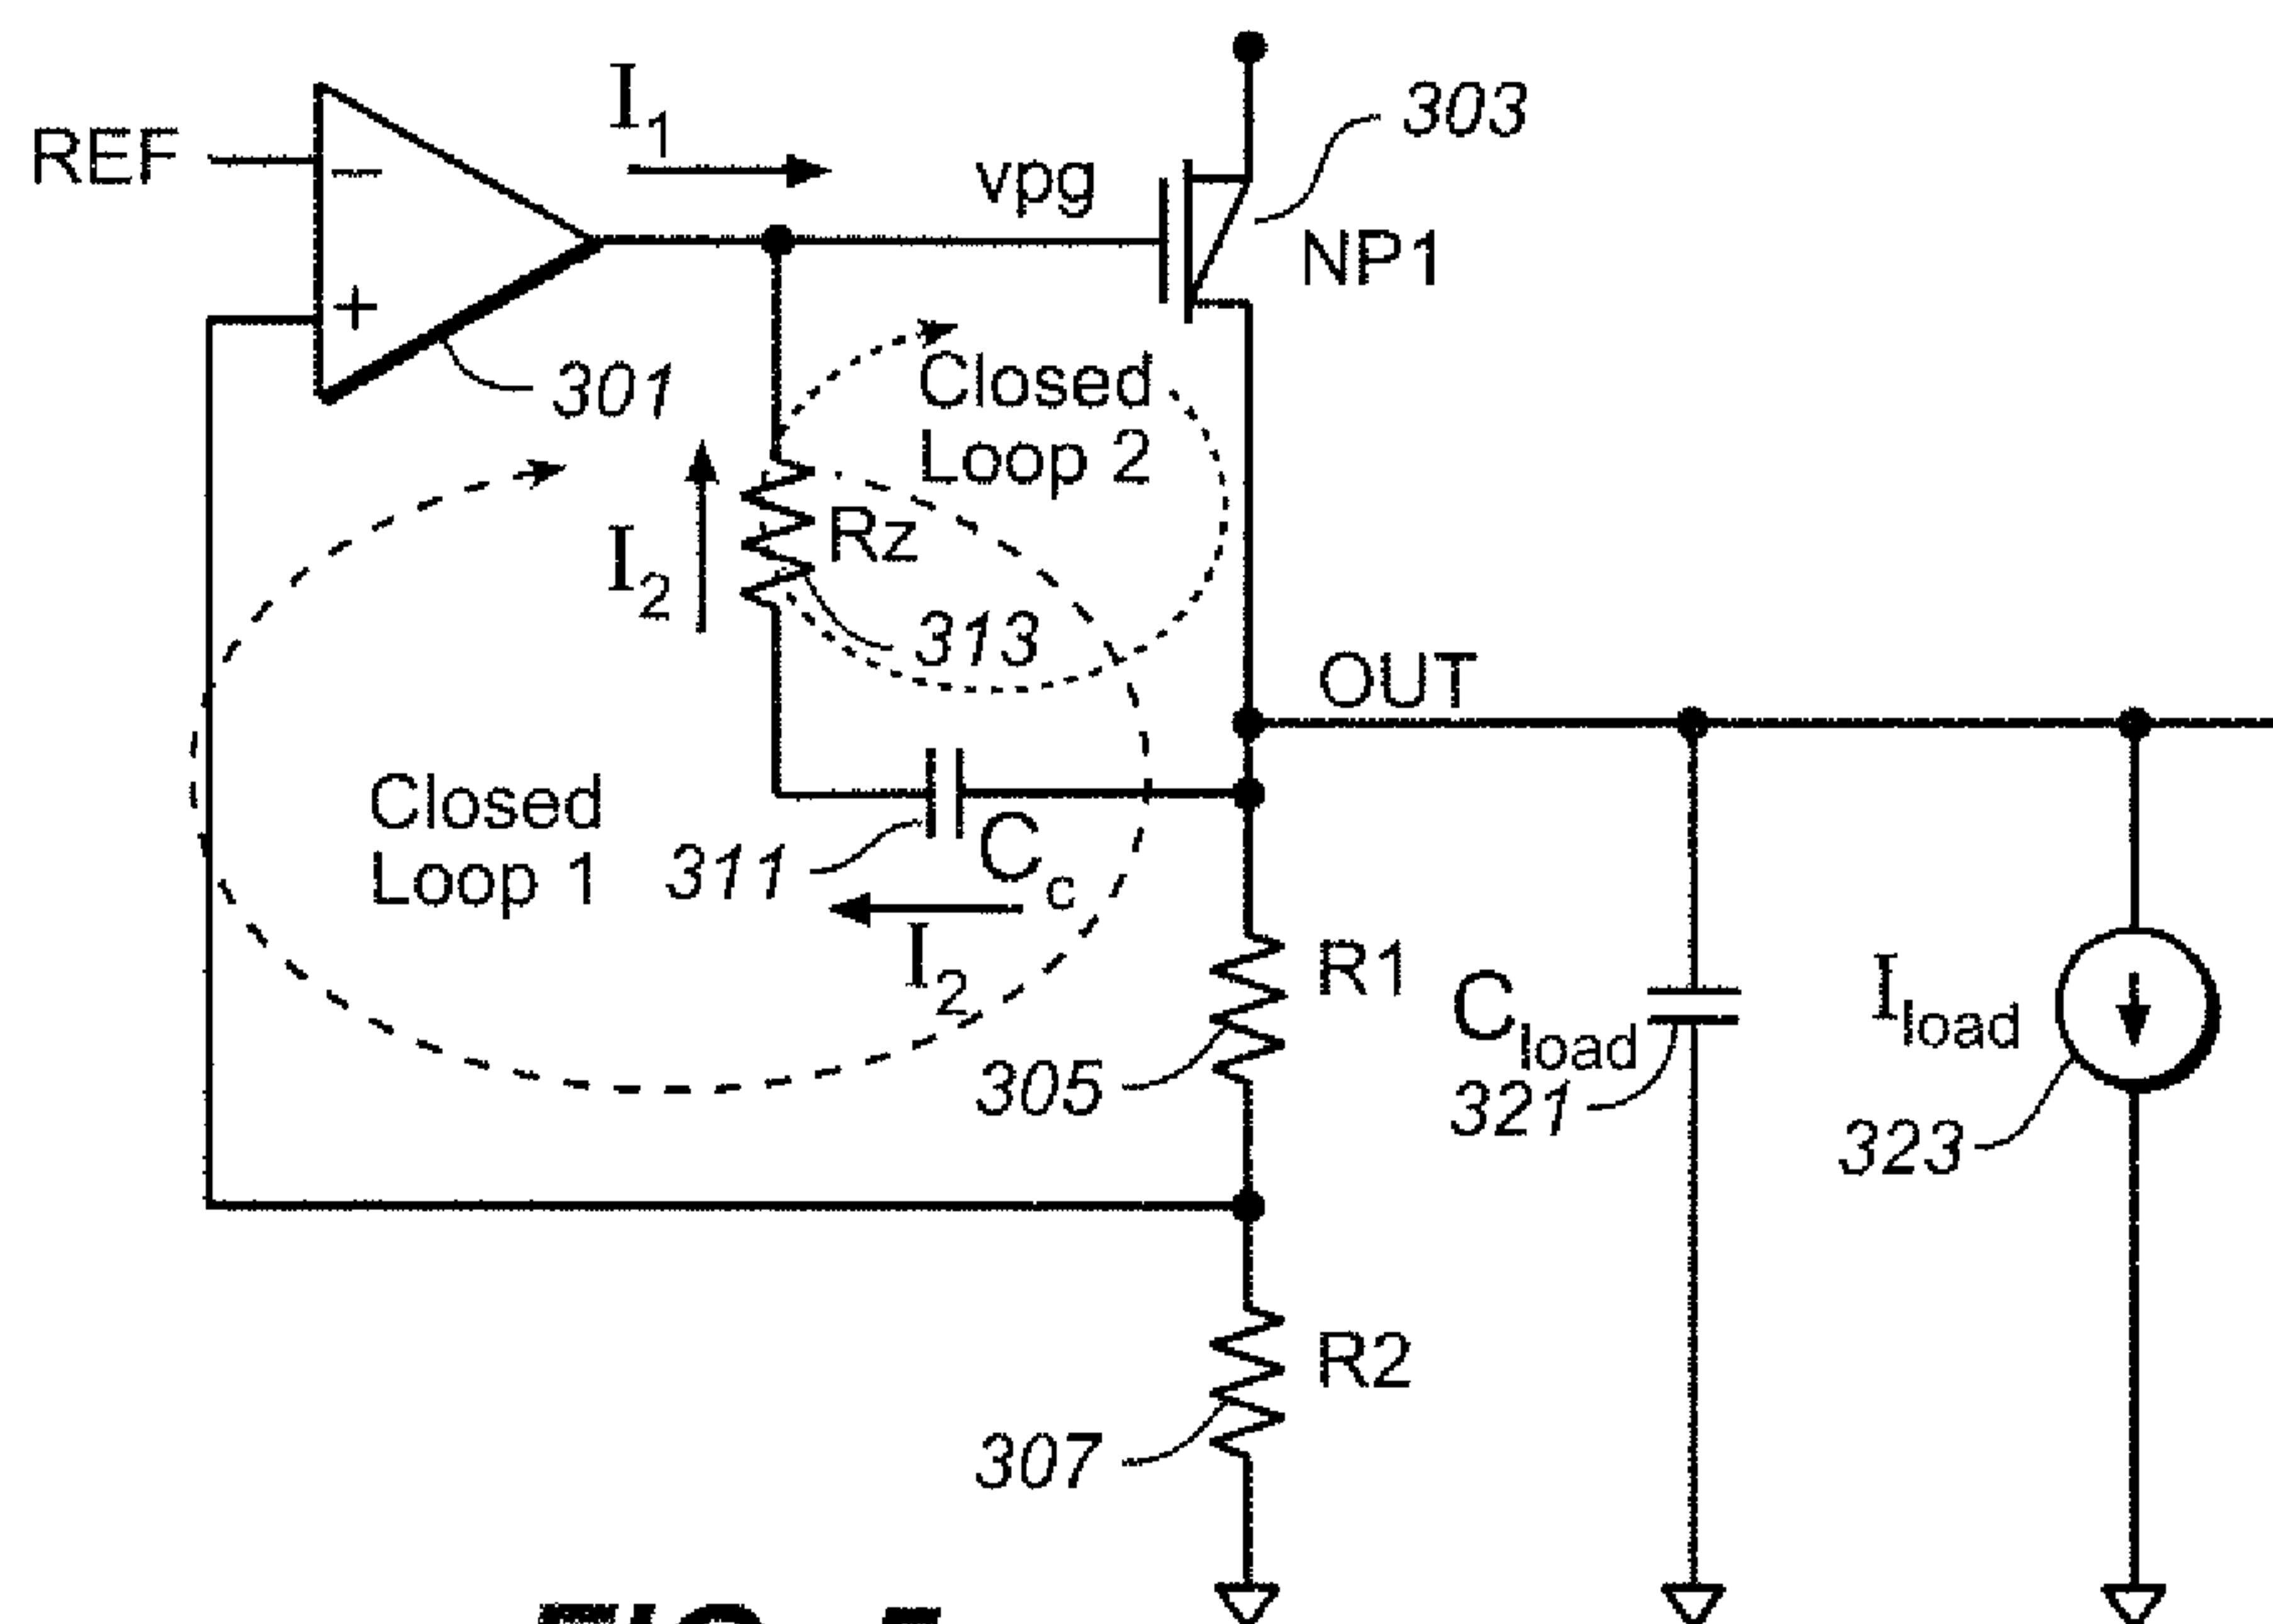 I1
303
REF
−
vpg
NP1
+
301
Closed
Loop 2
I2
Rz
313
OUT
Closed
Loop 1
311
Cc
I2
R1
Cload
Iload
305
321
323
R2
307